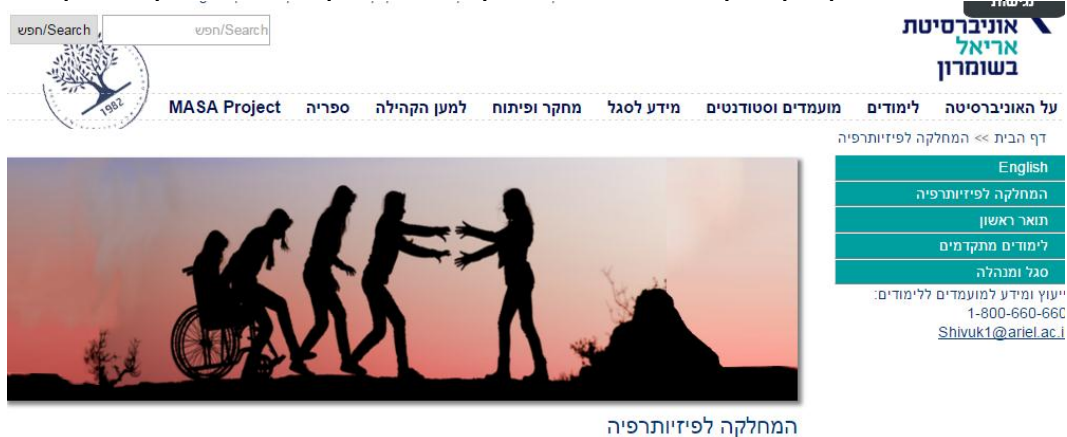 נגישות
חפש/Search
חפש/Search
אוניברסיטת
אריאל
בשומרון
1982
על האוניברסיטה לימודים מועמדים וסטודנטים מידע לסגל מחקר ופיתוח למען הקהילה ספריה MASA Project
דף הבית >> המחלקה לפיזיותרפיה
English
המחלקה לפיזיותרפיה
תואר ראשון
לימודים מתקדמים
סגל ומנהלה
ייעוץ ומידע למועמדים ללימודים:
1-800-660-660
Shivuk1@ariel.ac.i
המחלקה לפיזיותרפיה